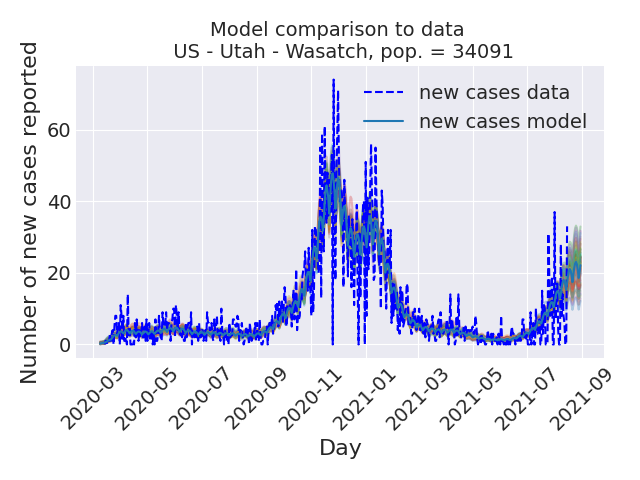 Model comparison to data
US - Utah - Wasatch, pop. = 34091
new cases data
new cases model
Number of new cases reported
60
40
20
0
2020-03
2020-05
2020-07
2020-09
2020-11
2021-01
2021-03
2021-05
2021-07
2021-09
Day